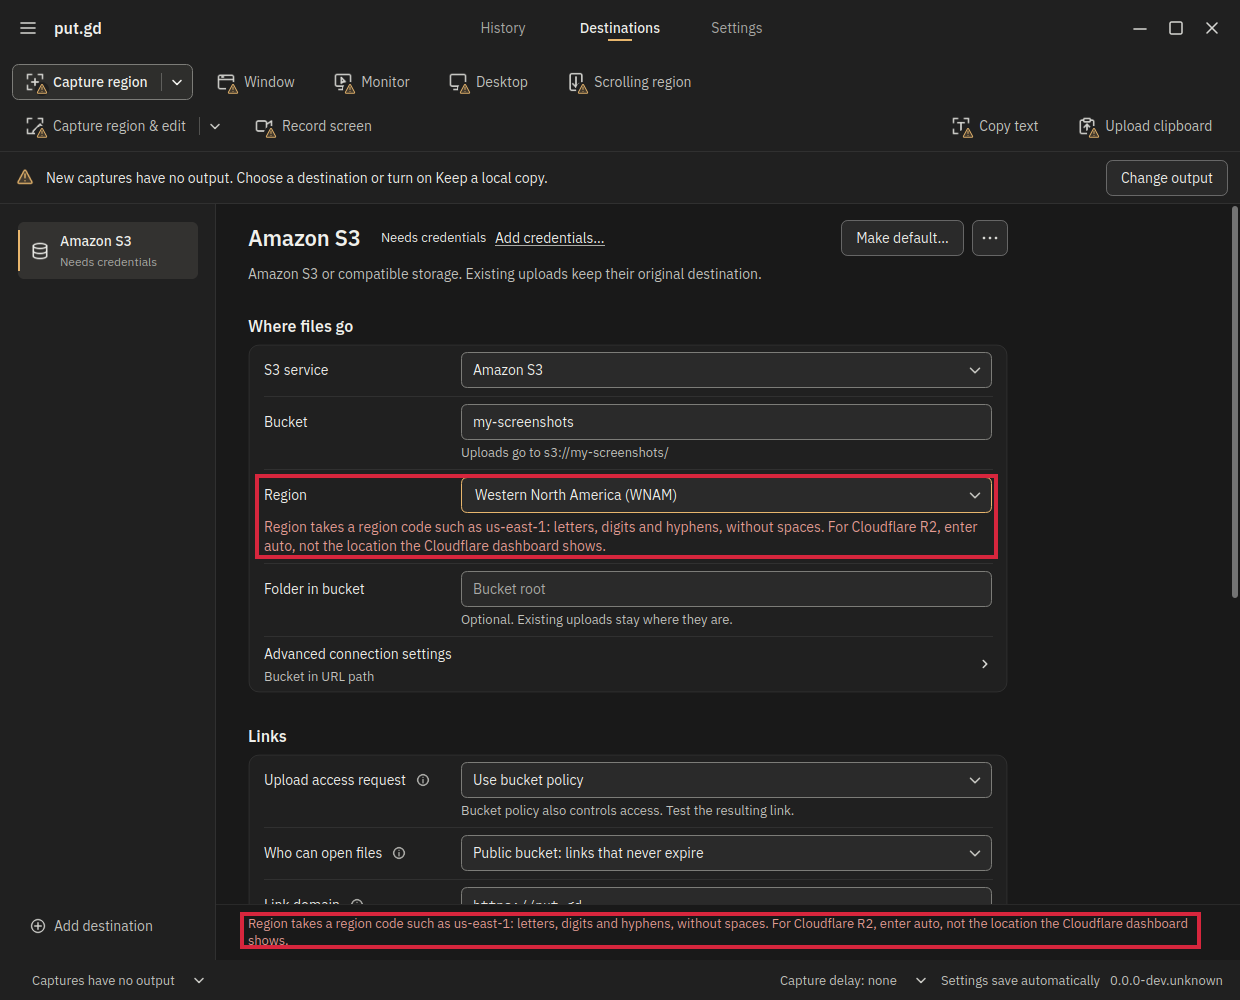 put.gd
History
Destinations
Settings
Capture region
Window
Monitor
Desktop
Scrolling region
Capture region & edit
Record screen
Copy text
Upload clipboard
New captures have no output. Choose a destination or turn on Keep a local copy.
Change output
Amazon S3
Needs credentials
Amazon S3
Needs credentials
Add credentials...
Make default...
Amazon S3 or compatible storage. Existing uploads keep their original destination.
Where files go
S3 service
Amazon S3
Bucket
my-screenshots
Uploads go to s3://my-screenshots/
Region
Western North America (WNAM)
Region takes a region code such as us-east-1: letters, digits and hyphens, without spaces. For Cloudflare R2, enter
auto, not the location the Cloudflare dashboard shows.
Folder in bucket
Bucket root
Optional. Existing uploads stay where they are.
Advanced connection settings
Bucket in URL path
Links
Upload access request
Use bucket policy
Bucket policy also controls access. Test the resulting link.
Who can open files
Public bucket: links that never expire
Link domain
https://put.gd
Add destination
Region takes a region code such as us-east-1: letters, digits and hyphens, without spaces. For Cloudflare R2, enter auto, not the location the Cloudflare dashboard
shows.
Captures have no output
Capture delay: none
Settings save automatically
0.0.0-dev.unknown